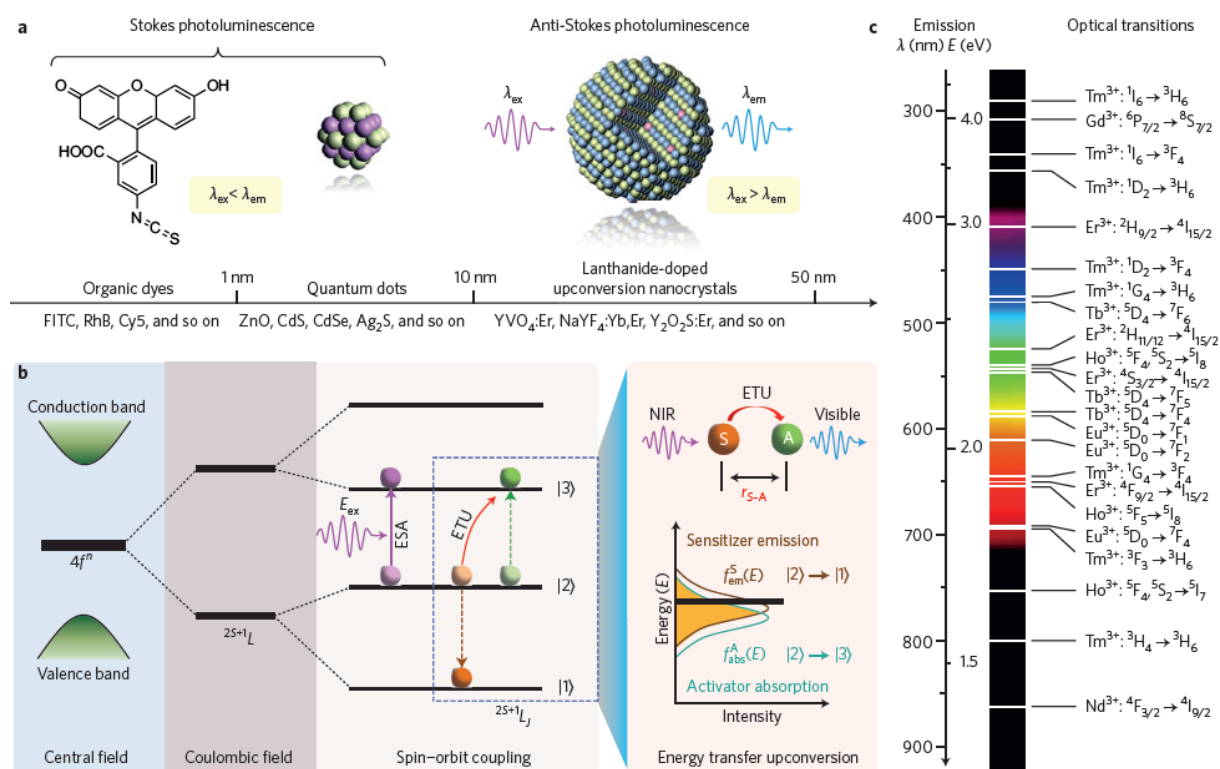 a
Stokes photoluminescence
Anti-Stokes photoluminescence
O
O
OH
HOOC
N
C
S
λex < λem
λex
λem
λex > λem
1 nm
10 nm
50 nm
Organic dyes
Quantum dots
Lanthanide-doped
upconversion nanocrystals
FITC, RhB, Cy5, and so on
ZnO, CdS, CdSe, Ag₂S, and so on
YVO₄:Er, NaYF₄:Yb,Er, Y₂O₂S:Er, and so on
b
Conduction band
4fⁿ
Valence band
Central field
²ˢ⁺¹L
Coulombic field
Eex
ESA
ETU
|3⟩
|2⟩
|1⟩
²ˢ⁺¹L_J
Spin–orbit coupling
ETU
NIR
Visible
S
A
rS–A
Sensitizer emission
f^S_em(E) |2⟩ → |1⟩
Energy (E)
f^A_abs(E) |2⟩ → |3⟩
Activator absorption
Intensity
Energy transfer upconversion
c
Emission
λ (nm) E (eV)
Optical transitions
300
400
500
600
700
800
900
4.0
3.0
2.0
1.5
Tm³⁺: ¹I₆ → ³H₆
Gd³⁺: ⁶P₇/₂ → ⁸S₇/₂
Tm³⁺: ¹I₆ → ³F₄
Tm³⁺: ¹D₂ → ³H₆
Er³⁺: ²H₉/₂ → ⁴I₁₅/₂
Tm³⁺: ¹D₂ → ³F₄
Tm³⁺: ¹G₄ → ³H₆
Tb³⁺: ⁵D₄ → ⁷F₆
Er³⁺: ²H₁₁/₁₂ → ⁴I₁₅/₂
Ho³⁺: ⁵F₄,⁵S₂ → ⁵I₈
Er³⁺: ⁴S₃/₂ → ⁴I₁₅/₂
Tb³⁺: ⁵D₄ → ⁷F₅
Tb³⁺: ⁵D₄ → ⁷F₄
Eu³⁺: ⁵D₀ → ⁷F₁
Eu³⁺: ⁵D₀ → ⁷F₂
Tm³⁺: ¹G₄ → ³F₄
Er³⁺: ⁴F₉/₂ → ⁴I₁₅/₂
Ho³⁺: ⁵F₅ → ⁵I₈
Eu³⁺: ⁵D₀ → ⁷F₄
Tm³⁺: ³F₃ → ³H₆
Ho³⁺: ⁵F₄,⁵S₂ → ⁵I₇
Tm³⁺: ³H₄ → ³H₆
Nd³⁺: ⁴F₃/₂ → ⁴I₉/₂